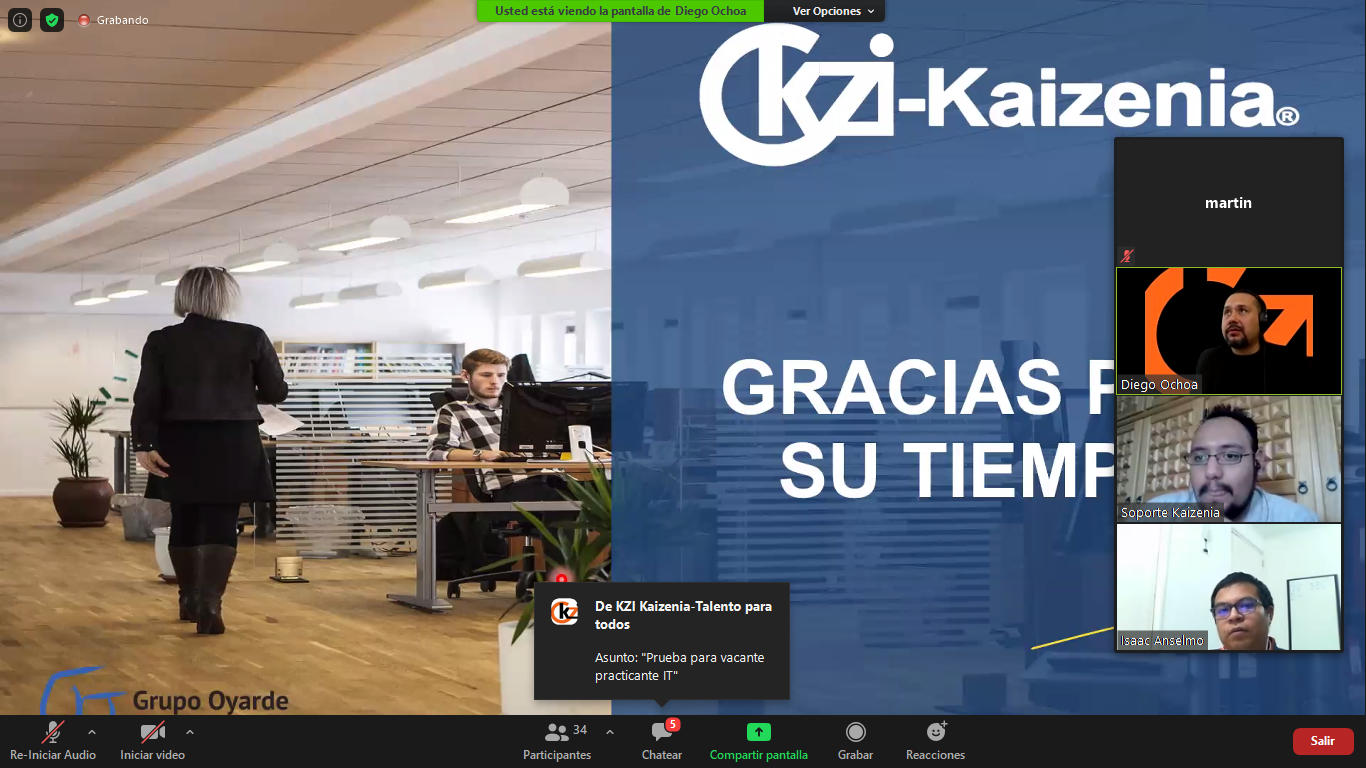 Grabando
Usted está viendo la pantalla de Diego Ochoa
Ver Opciones
Ckzi-Kaizenia®
martin
Diego Ochoa
GRACIAS P
SU TIEMP
Soporte Kaizenia
Isaac Anselmo
De KZI Kaizenia-Talento para
todos
Asunto: "Prueba para vacante
practicante IT"
Grupo Oyarde
Re-Iniciar Audio
Iniciar video
34
Participantes
5
Chatear
Compartir pantalla
Grabar
Reacciones
Salir